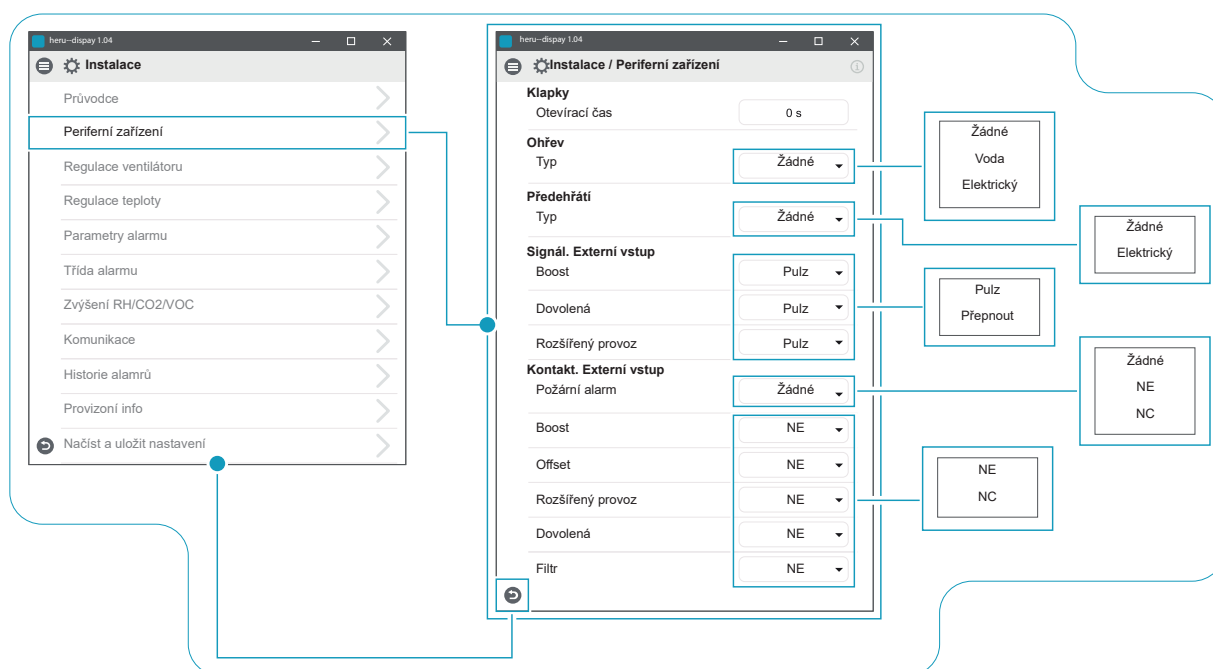 heru--dispay 1.04
Instalace
Průvodce
Periferní zařízení
Regulace ventilátoru
Regulace teploty
Parametry alarmu
Třída alarmu
Zvýšení RH/CO2/VOC
Komunikace
Historie alamrů
Provizoní info
Načíst a uložit nastavení
heru--dispay 1.04
Instalace / Periferní zařízení
Klapky
Otevírací čas 0 s
Ohřev
Typ Žádné
Předehřátí
Typ Žádné
Signál. Externí vstup
Boost Pulz
Dovolená Pulz
Rozšířený provoz Pulz
Kontakt. Externí vstup
Požární alarm Žádné
Boost NE
Offset NE
Rozšířený provoz NE
Dovolená NE
Filtr NE
Žádné
Voda
Elektrický
Žádné
Elektrický
Pulz
Přepnout
Žádné
NE
NC
NE
NC